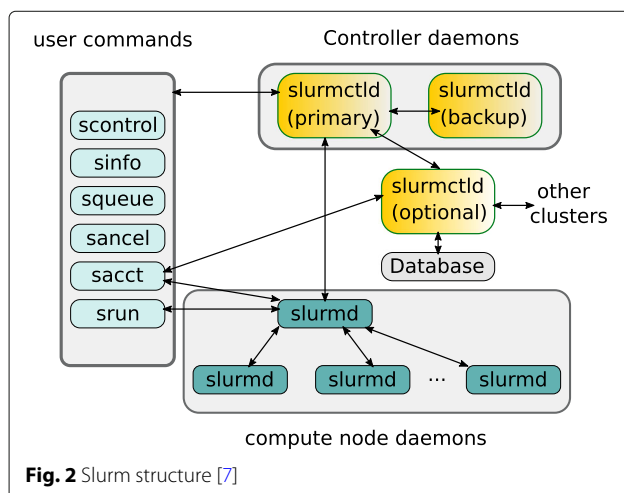 user commands
Controller daemons
scontrol
sinfo
squeue
sancel
sacct
srun
slurmctld
(primary)
slurmctld
(backup)
slurmctld
(optional)
other
clusters
Database
slurmd
slurmd
slurmd
...
slurmd
compute node daemons
Fig. 2 Slurm structure [7]